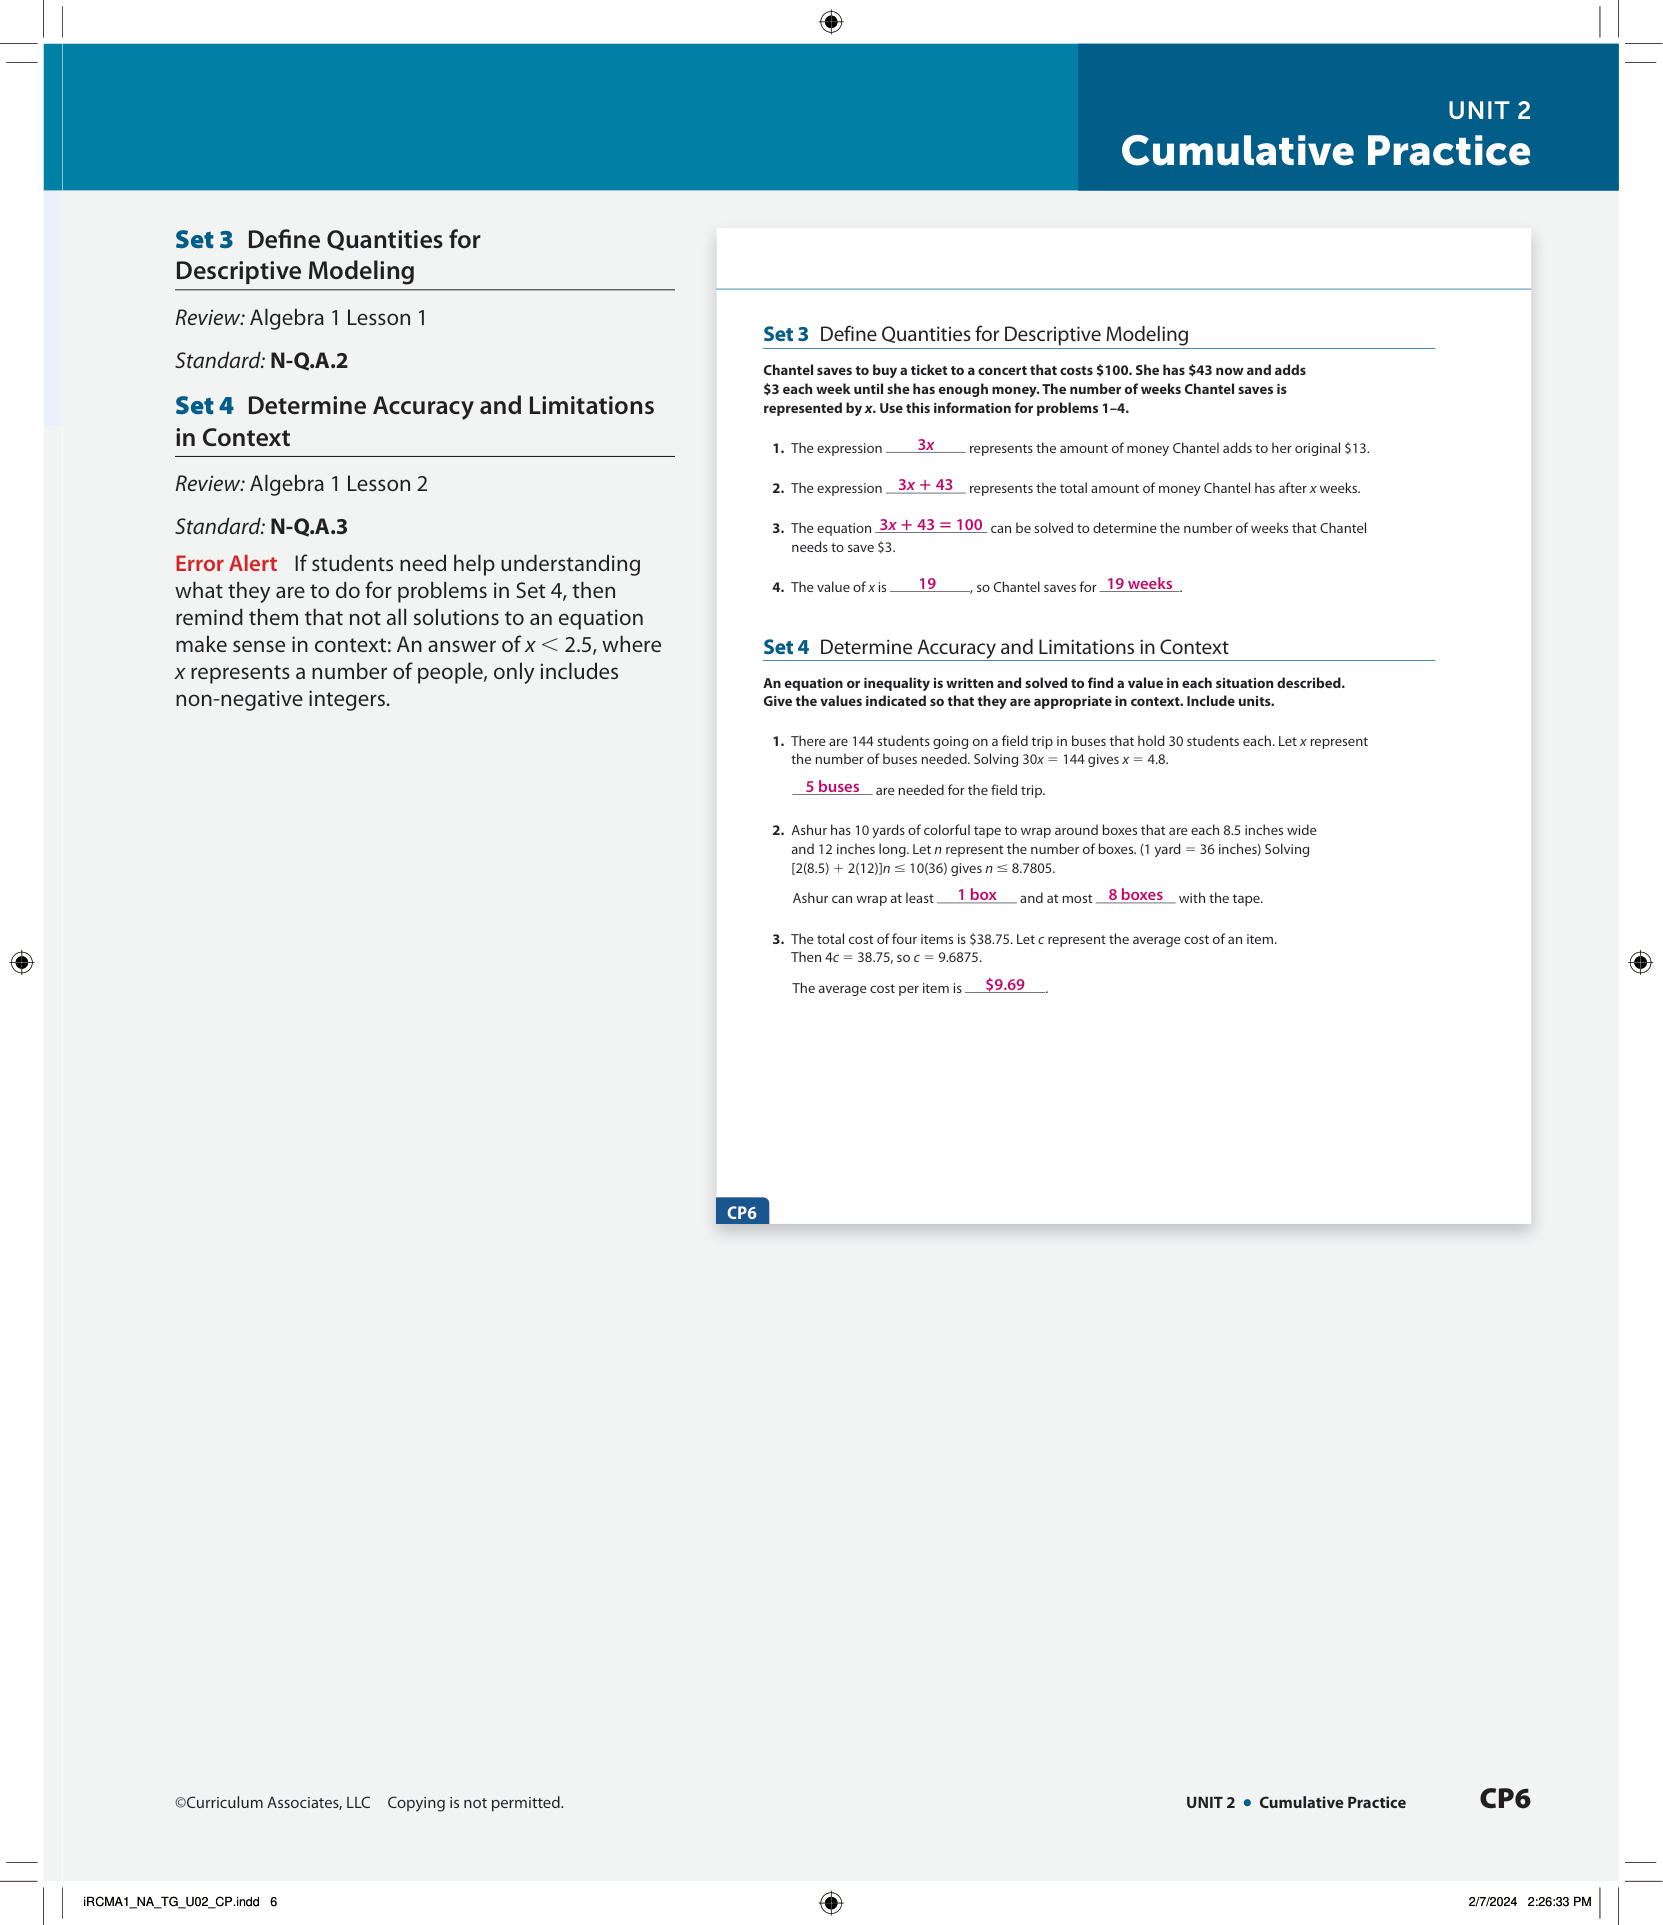 UNIT 2
Cumulative Practice
Set 3 Define Quantities for
Descriptive Modeling
Review: Algebra 1 Lesson 1
Standard: N-Q.A.2
Set 4 Determine Accuracy and Limitations
in Context
Review: Algebra 1 Lesson 2
Standard: N-Q.A.3
Error Alert If students need help understanding
what they are to do for problems in Set 4, then
remind them that not all solutions to an equation
make sense in context: An answer of x < 2.5, where
x represents a number of people, only includes
non-negative integers.
Set 3 Define Quantities for Descriptive Modeling
Chantel saves to buy a ticket to a concert that costs $100. She has $43 now and adds
$3 each week until she has enough money. The number of weeks Chantel saves is
represented by x. Use this information for problems 1–4.
1. The expression 3x represents the amount of money Chantel adds to her original $13.
2. The expression 3x + 43 represents the total amount of money Chantel has after x weeks.
3. The equation 3x + 43 = 100 can be solved to determine the number of weeks that Chantel
needs to save $3.
4. The value of x is 19, so Chantel saves for 19 weeks.
Set 4 Determine Accuracy and Limitations in Context
An equation or inequality is written and solved to find a value in each situation described.
Give the values indicated so that they are appropriate in context. Include units.
1. There are 144 students going on a field trip in buses that hold 30 students each. Let x represent
the number of buses needed. Solving 30x = 144 gives x = 4.8.
5 buses are needed for the field trip.
2. Ashur has 10 yards of colorful tape to wrap around boxes that are each 8.5 inches wide
and 12 inches long. Let n represent the number of boxes. (1 yard = 36 inches) Solving
[2(8.5) + 2(12)]n ≤ 10(36) gives n ≤ 8.7805.
Ashur can wrap at least 1 box and at most 8 boxes with the tape.
3. The total cost of four items is $38.75. Let c represent the average cost of an item.
Then 4c = 38.75, so c = 9.6875.
The average cost per item is $9.69.
CP6
©Curriculum Associates, LLC Copying is not permitted.
UNIT 2 • Cumulative Practice CP6
iRCMA1_NA_TG_U02_CP.indd 6
2/7/2024 2:26:33 PM